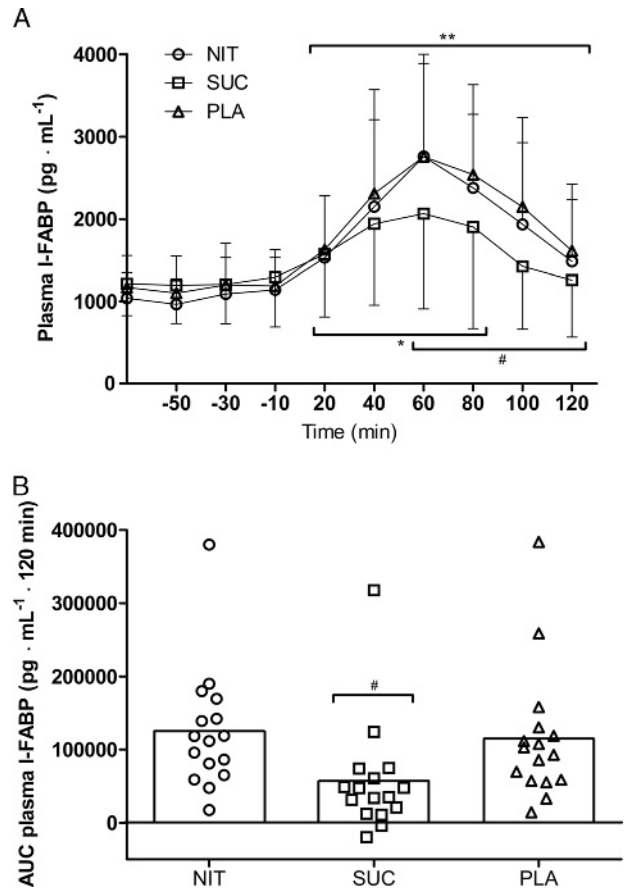 A
**
NIT
SUC
PLA
Plasma I-FABP (pg · mL⁻¹)
4000
3000
2000
1000
0
*
#
-50 -30 -10 20 40 60 80 100 120
Time (min)
B
AUC plasma I-FABP (pg · mL⁻¹ · 120 min)
400000
300000
200000
100000
0
#
NIT SUC PLA